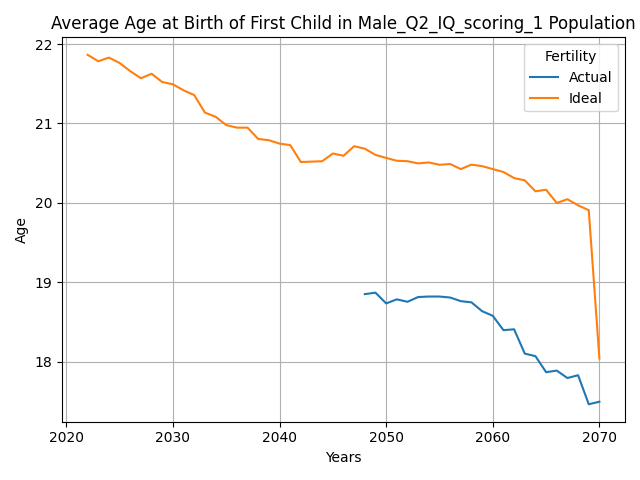 Average Age at Birth of First Child in Male_Q2_IQ_scoring_1 Population
Fertility
Actual
Ideal
22
21
20
19
18
Age
2020 2030 2040 2050 2060 2070
Years